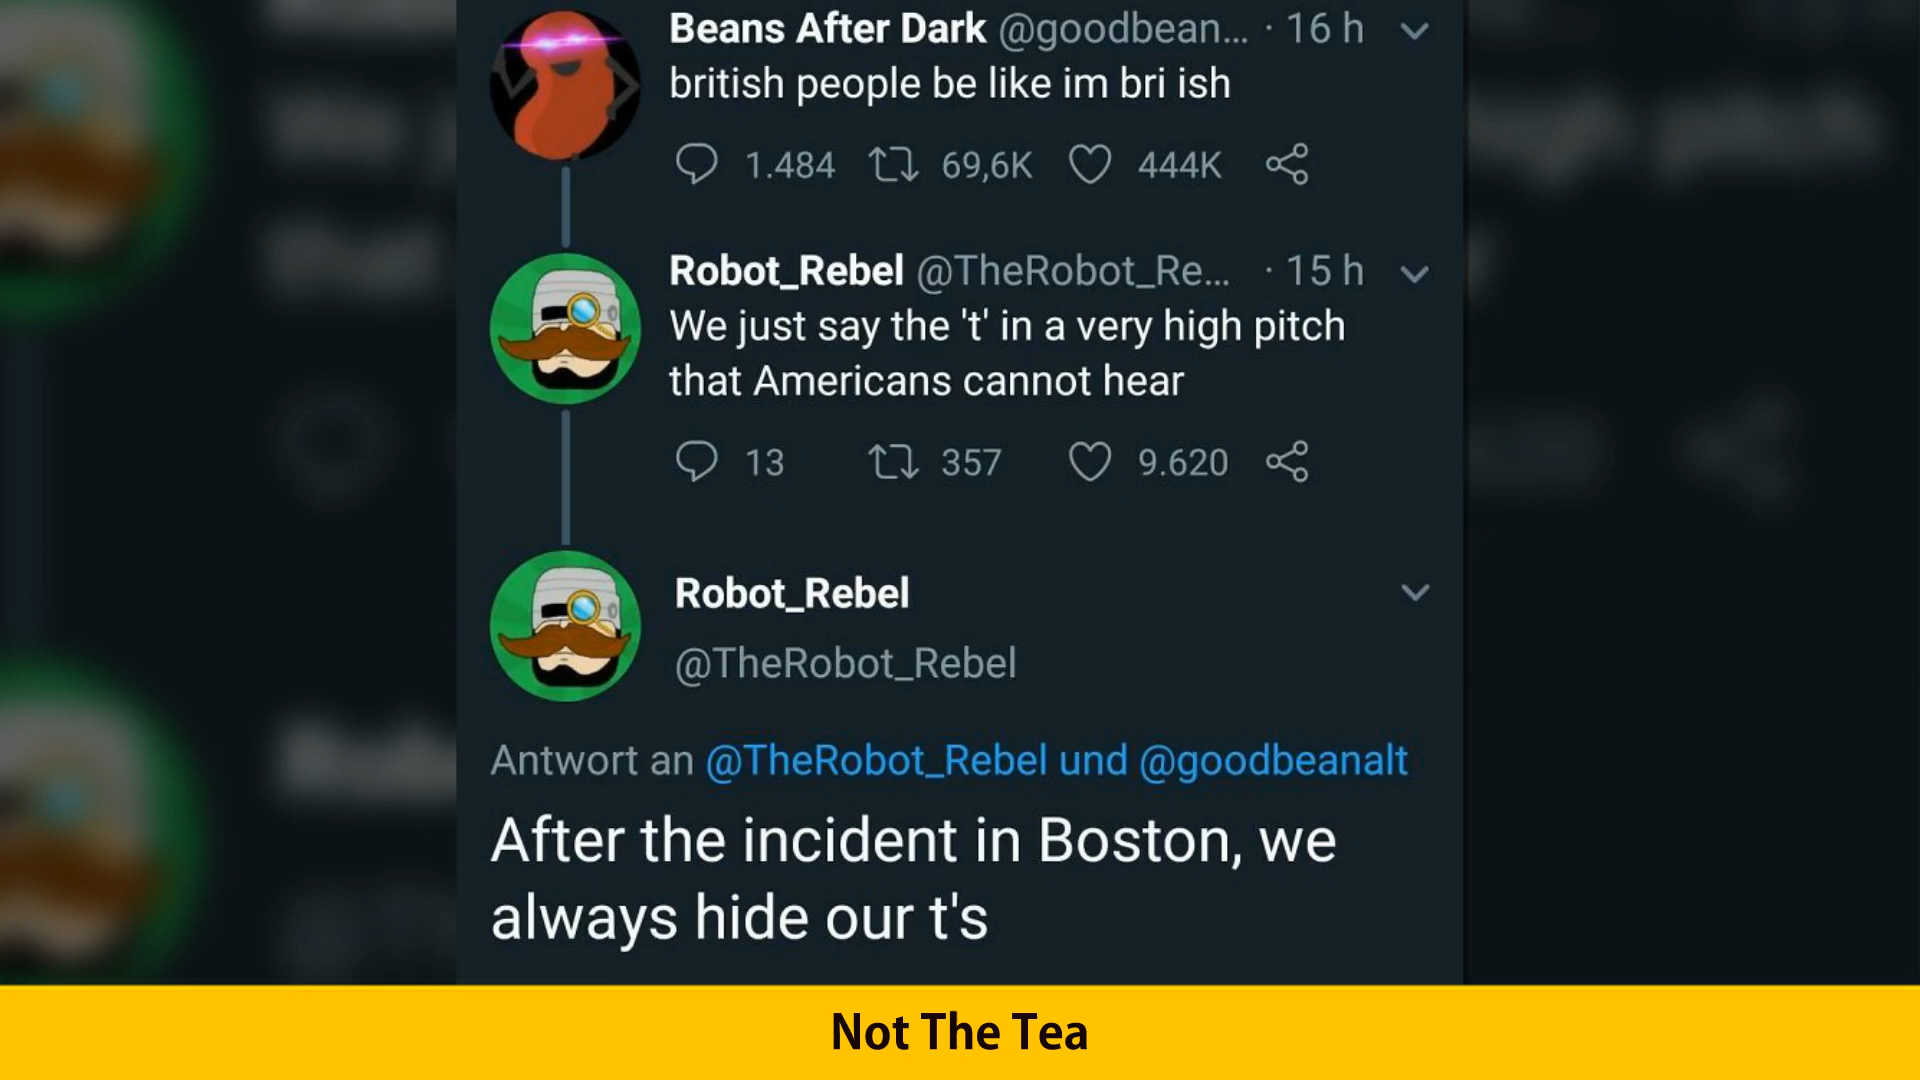 Beans After Dark @goodbean... · 16 h
british people be like im bri ish
1.484 69,6K 444K
Robot_Rebel @TheRobot_Re... · 15 h
We just say the 't' in a very high pitch
that Americans cannot hear
13 357 9.620
Robot_Rebel
@TheRobot_Rebel
Antwort an @TheRobot_Rebel und @goodbeanalt
After the incident in Boston, we
always hide our t's
Not The Tea